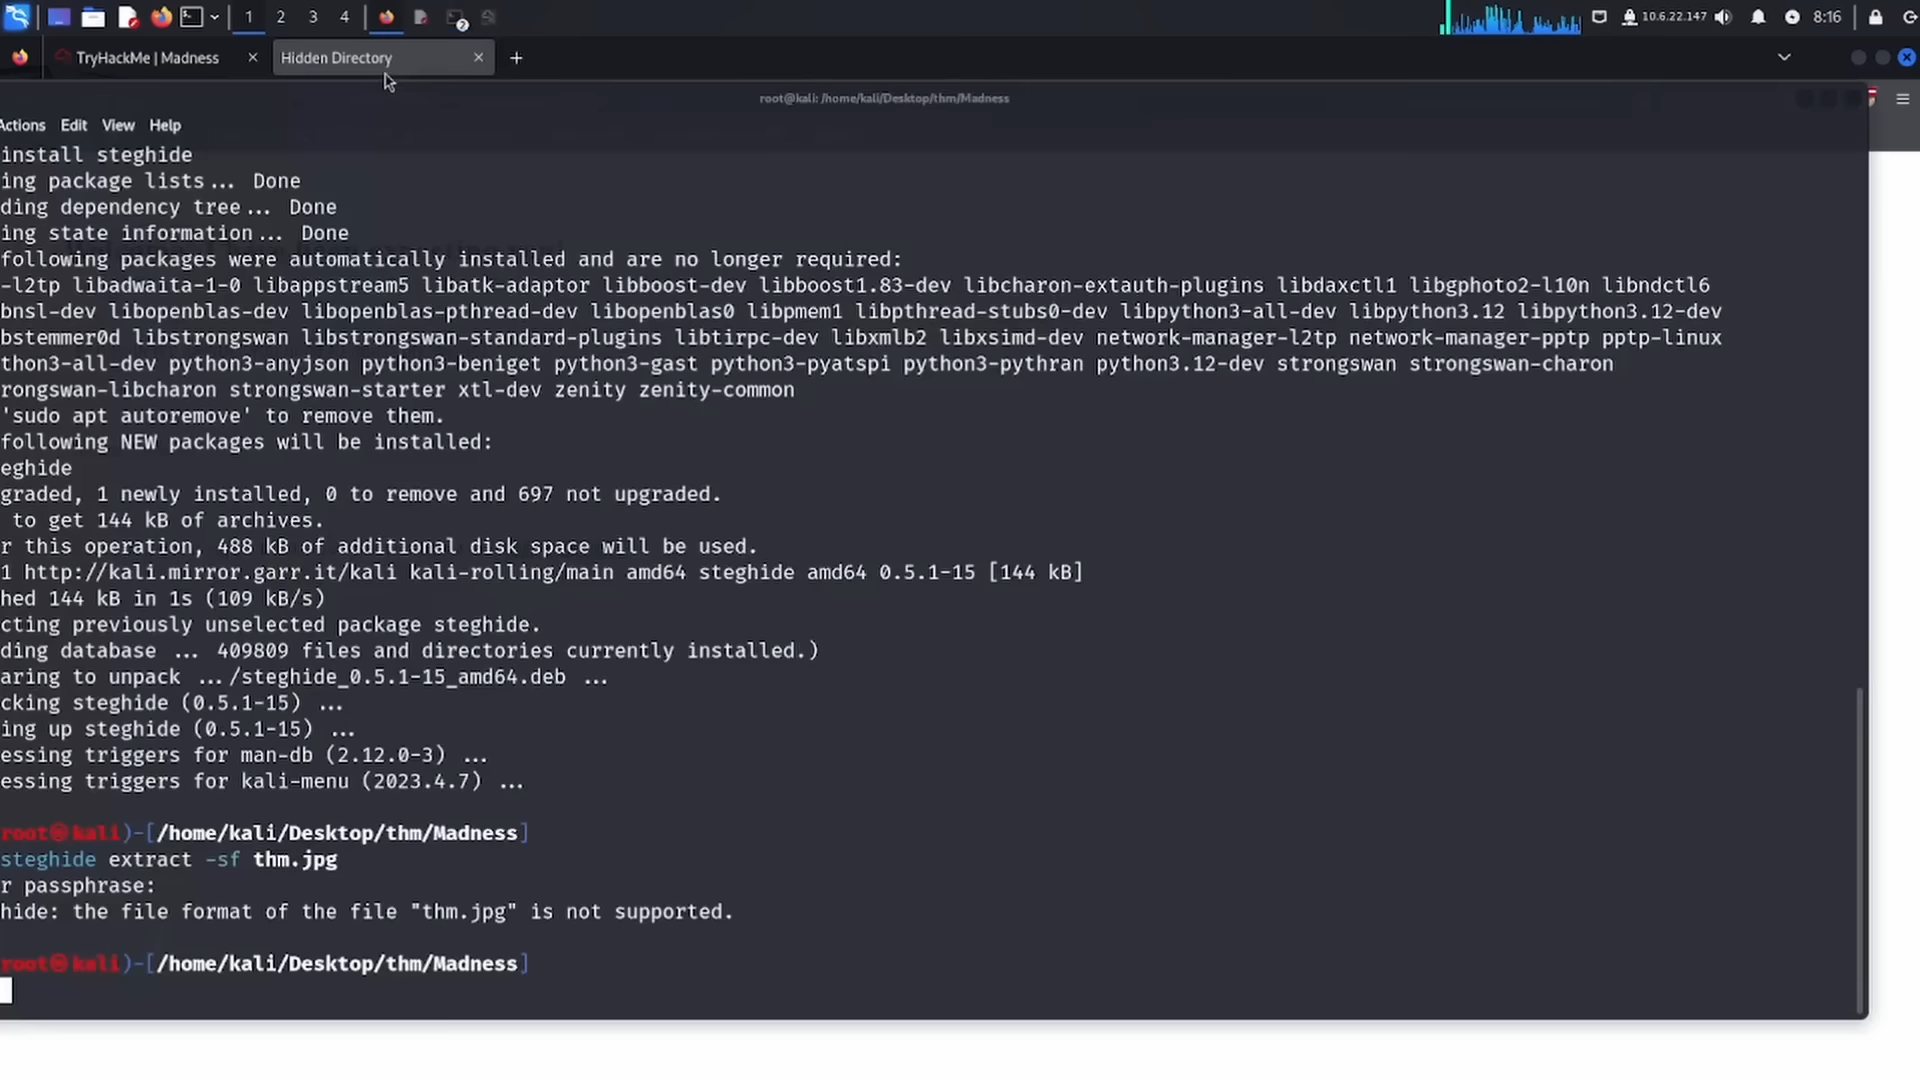 1 2 3 4 2 10.6.22.147 8:16
TryHackMe | Madness Hidden Directory
root@kali: /home/kali/Desktop/thm/Madness
Actions Edit View Help
install steghide
ing package lists... Done
ding dependency tree... Done
ing state information... Done
following packages were automatically installed and are no longer required:
-l2tp libadwaita-1-0 libappstream5 libatk-adaptor libboost-dev libboost1.83-dev libcharon-extauth-plugins libdaxctl1 libgphoto2-l10n libndctl6
bnsl-dev libopenblas-dev libopenblas-pthread-dev libopenblas0 libpmem1 libpthread-stubs0-dev libpython3-all-dev libpython3.12 libpython3.12-dev
bstemmer0d libstrongswan libstrongswan-standard-plugins libtirpc-dev libxmlb2 libxsimd-dev network-manager-l2tp network-manager-pptp pptp-linux
thon3-all-dev python3-anyjson python3-beniget python3-gast python3-pyatspi python3-pythran python3.12-dev strongswan strongswan-charon
rongswan-libcharon strongswan-starter xtl-dev zenity zenity-common
'sudo apt autoremove' to remove them.
following NEW packages will be installed:
eghide
graded, 1 newly installed, 0 to remove and 697 not upgraded.
to get 144 kB of archives.
r this operation, 488 kB of additional disk space will be used.
1 http://kali.mirror.garr.it/kali kali-rolling/main amd64 steghide amd64 0.5.1-15 [144 kB]
hed 144 kB in 1s (109 kB/s)
cting previously unselected package steghide.
ding database ... 409809 files and directories currently installed.)
aring to unpack .../steghide_0.5.1-15_amd64.deb ...
cking steghide (0.5.1-15) ...
ing up steghide (0.5.1-15) ...
essing triggers for man-db (2.12.0-3) ...
essing triggers for kali-menu (2023.4.7) ...
root㉿kali)-[/home/kali/Desktop/thm/Madness]
steghide extract -sf thm.jpg
r passphrase:
hide: the file format of the file "thm.jpg" is not supported.
root㉿kali)-[/home/kali/Desktop/thm/Madness]